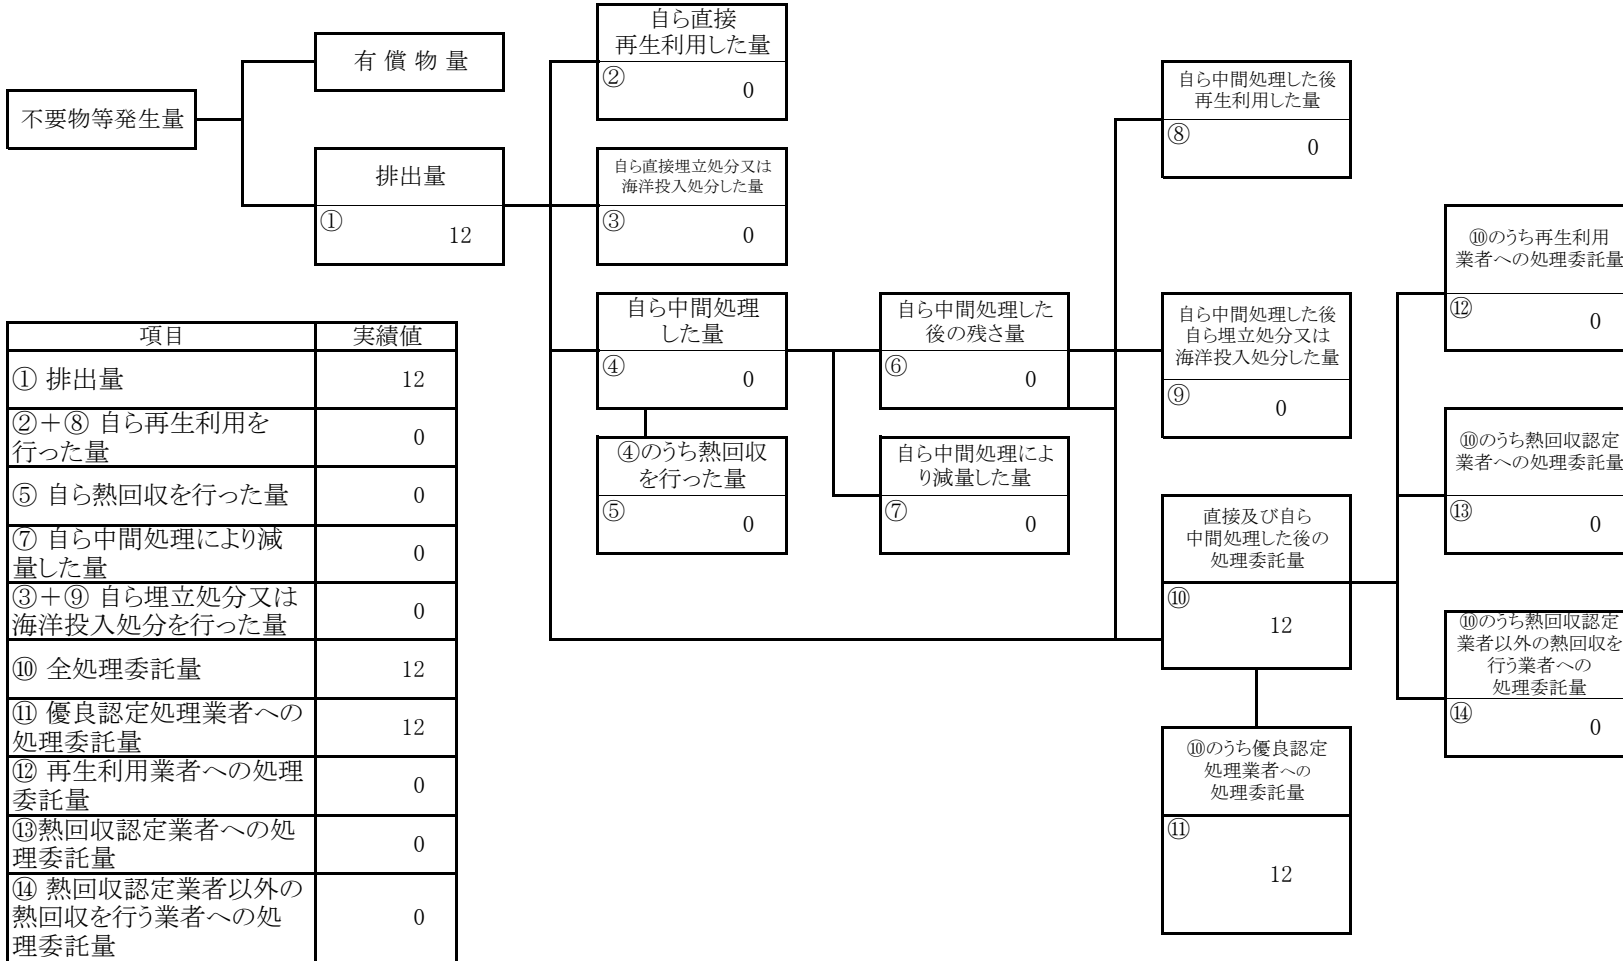 不要物等発生量
有 償 物 量
排出量
①
12
自ら直接
再生利用した量
②
0
自ら直接埋立処分又は
海洋投入処分した量
③
0
自ら中間処理
した量
④
0
④のうち熱回収
を行った量
⑤
0
自ら中間処理した
後の残さ量
⑥
0
自ら中間処理によ
り減量した量
⑦
0
自ら中間処理した後
再生利用した量
⑧
0
自ら中間処理した後
自ら埋立処分又は
海洋投入処分した量
⑨
0
直接及び自ら
中間処理した後の
処理委託量
⑩
12
⑩のうち優良認定
処理業者への
処理委託量
⑪
12
⑩のうち再生利用
業者への処理委託量
⑫
0
⑩のうち熱回収認定
業者への処理委託量
⑬
0
⑩のうち熱回収認定
業者以外の熱回収を
行う業者への
処理委託量
⑭
0
項目 実績値
① 排出量 12
②＋⑧ 自ら再生利用を
行った量 0
⑤ 自ら熱回収を行った量 0
⑦ 自ら中間処理により減
量した量 0
③＋⑨ 自ら埋立処分又は
海洋投入処分を行った量 0
⑩ 全処理委託量 12
⑪ 優良認定処理業者への
処理委託量 12
⑫ 再生利用業者への処理
委託量 0
⑬熱回収認定業者への処
理委託量 0
⑭ 熱回収認定業者以外の
熱回収を行う業者への処 0
理委託量